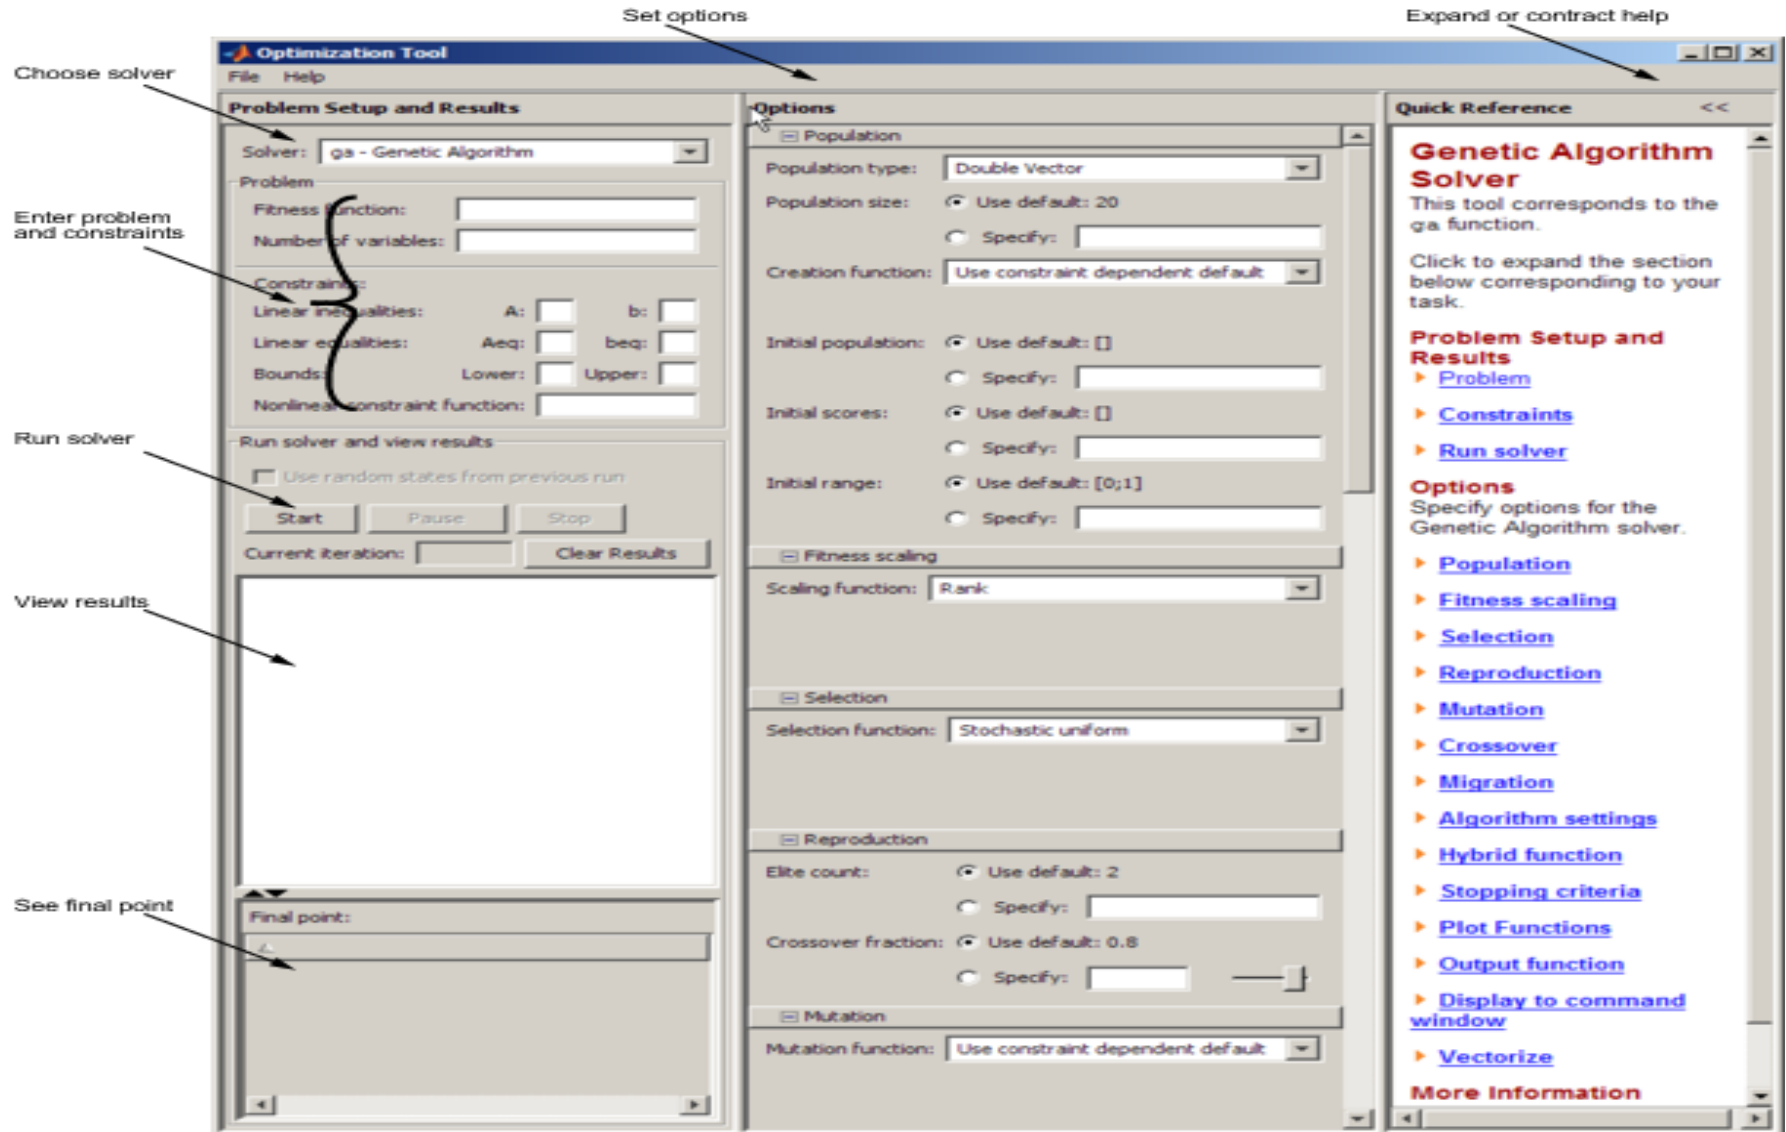 Set options
Expand or contract help
Choose solver
Enter problem
and constraints
Run solver
View results
See final point
Optimization Tool
File Help
Problem Setup and Results
Solver: ga - Genetic Algorithm
Problem
Fitness function:
Number of variables:
Constraints:
Linear inequalities: A: b:
Linear equalities: Aeq: beq:
Bounds: Lower: Upper:
Nonlinear constraint function:
Run solver and view results
Use random states from previous run
Start Pause Stop
Current iteration: Clear Results
Final point:
Options
Population
Population type: Double Vector
Population size: Use default: 20
Specify:
Creation function: Use constraint dependent default
Initial population: Use default: []
Specify:
Initial scores: Use default: []
Specify:
Initial range: Use default: [0;1]
Specify:
Fitness scaling
Scaling function: Rank
Selection
Selection function: Stochastic uniform
Reproduction
Elite count: Use default: 2
Specify:
Crossover fraction: Use default: 0.8
Specify:
Mutation
Mutation function: Use constraint dependent default
Quick Reference <<
Genetic Algorithm
Solver
This tool corresponds to the
ga function.
Click to expand the section
below corresponding to your
task.
Problem Setup and
Results
Problem
Constraints
Run solver
Options
Specify options for the
Genetic Algorithm solver.
Population
Fitness scaling
Selection
Reproduction
Mutation
Crossover
Migration
Algorithm settings
Hybrid function
Stopping criteria
Plot Functions
Output function
Display to command
window
Vectorize
More Information